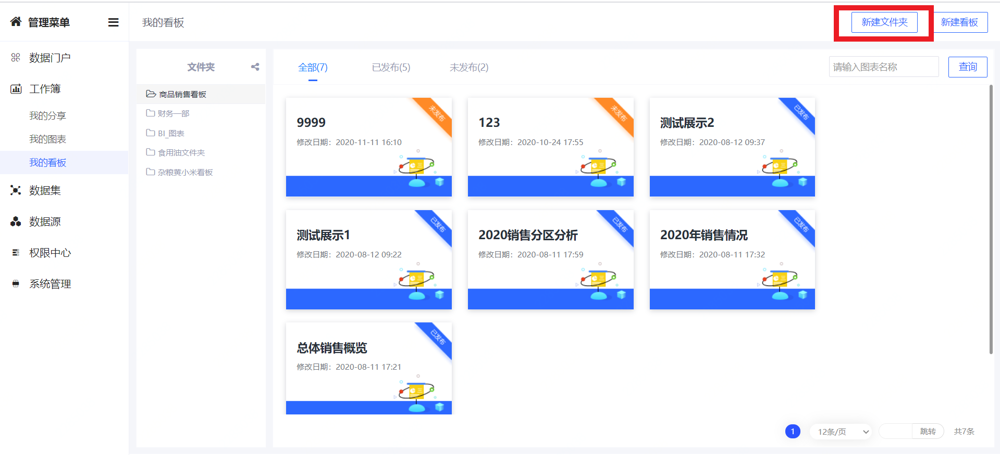 管理菜单
我的看板
新建文件夹
新建看板
数据门户
工作簿
我的分享
我的图表
我的看板
数据集
数据源
权限中心
系统管理
文件夹
商品销售看板
财务一部
BI_图表
食用油文件夹
杂粮黄小米看板
全部(7)
已发布(5)
未发布(2)
请输入图表名称
查询
9999
修改日期：2020-11-11 16:10
未发布
123
修改日期：2020-10-24 17:55
未发布
测试展示2
修改日期：2020-08-12 09:37
已发布
测试展示1
修改日期：2020-08-12 09:22
已发布
2020销售分区分析
修改日期：2020-08-11 17:59
已发布
2020年销售情况
修改日期：2020-08-11 17:32
已发布
总体销售概览
修改日期：2020-08-11 17:21
已发布
1
12条/页
跳转
共7条